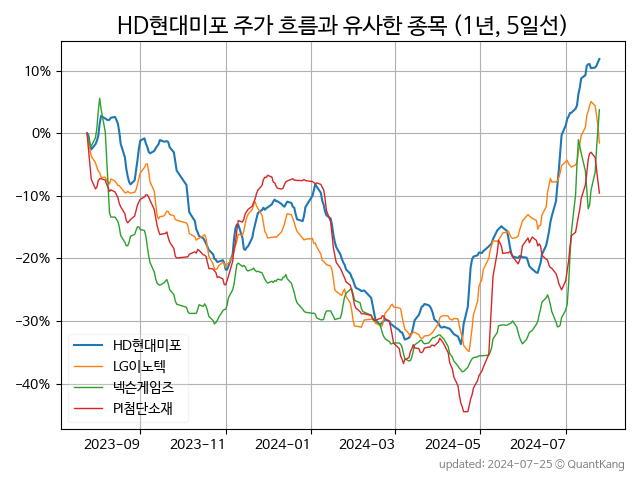 HD현대미포 주가 흐름과 유사한 종목 (1년, 5일선)
10%
0%
−10%
−20%
−30%
−40%
HD현대미포
LG이노텍
넥슨게임즈
PI첨단소재
2023-09 2023-11 2024-01 2024-03 2024-05 2024-07
updated: 2024-07-25 © QuantKang